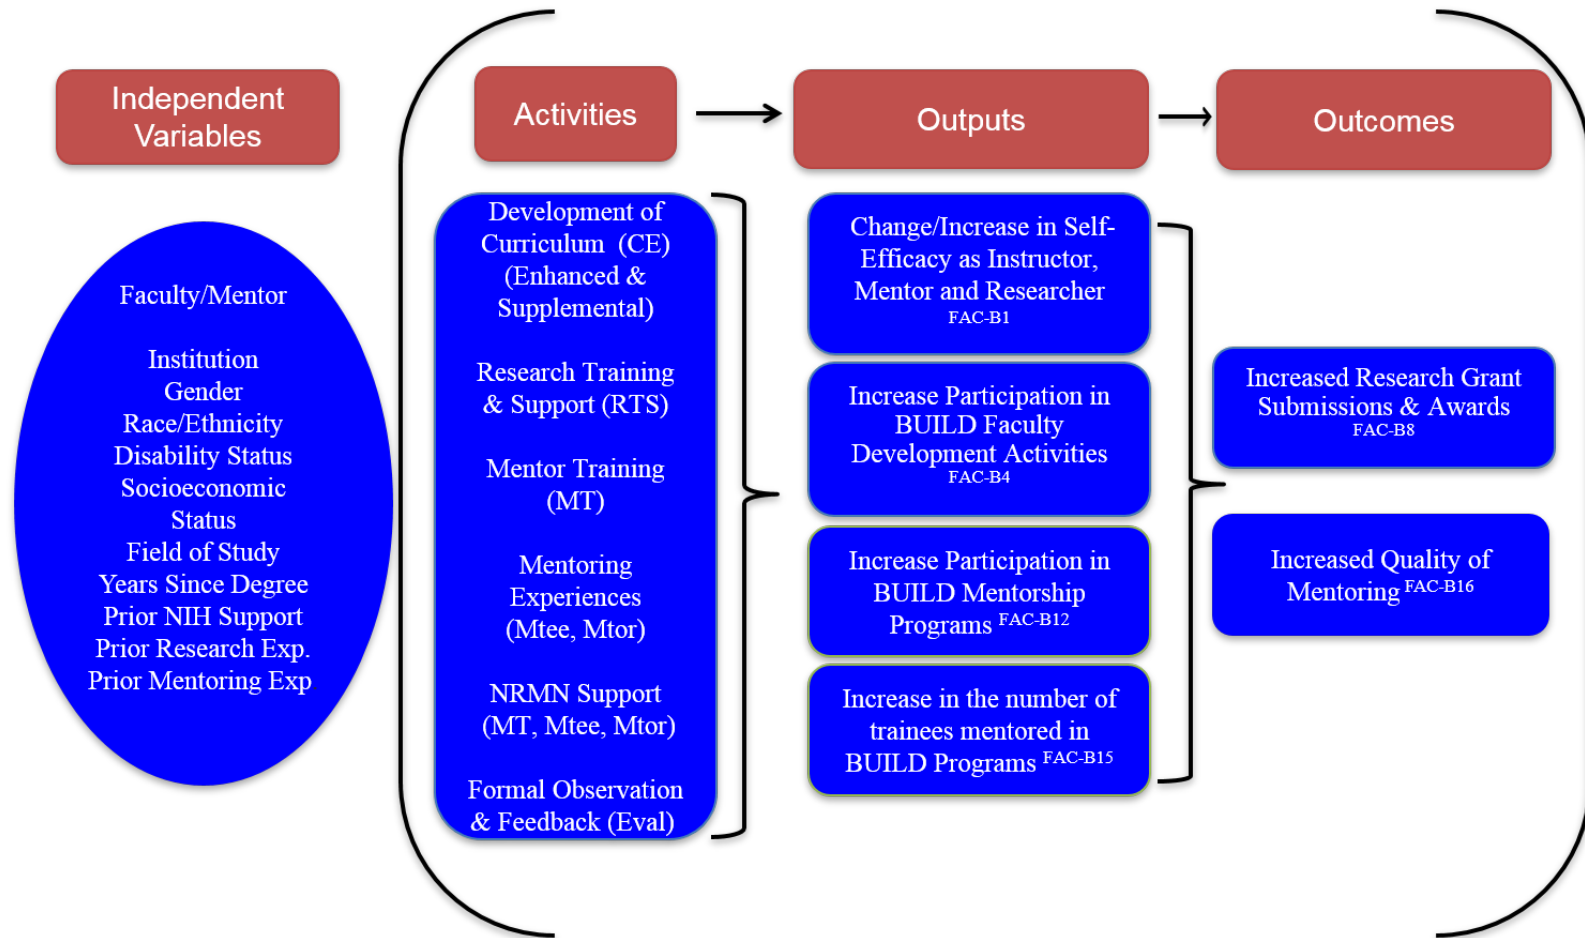 Independent
Variables
Activities
Outputs
Outcomes
Faculty/Mentor
Institution
Gender
Race/Ethnicity
Disability Status
Socioeconomic
Status
Field of Study
Years Since Degree
Prior NIH Support
Prior Research Exp.
Prior Mentoring Exp.
Development of
Curriculum (CE)
(Enhanced &
Supplemental)
Research Training
& Support (RTS)
Mentor Training
(MT)
Mentoring
Experiences
(Mtee, Mtor)
NRMN Support
(MT, Mtee, Mtor)
Formal Observation
& Feedback (Eval)
Change/Increase in Self-
Efficacy as Instructor,
Mentor and Researcher
FAC-B1
Increase Participation in
BUILD Faculty
Development Activities
FAC-B4
Increase Participation in
BUILD Mentorship
Programs FAC-B12
Increase in the number of
trainees mentored in
BUILD Programs FAC-B15
Increased Research Grant
Submissions & Awards
FAC-B8
Increased Quality of
Mentoring FAC-B16